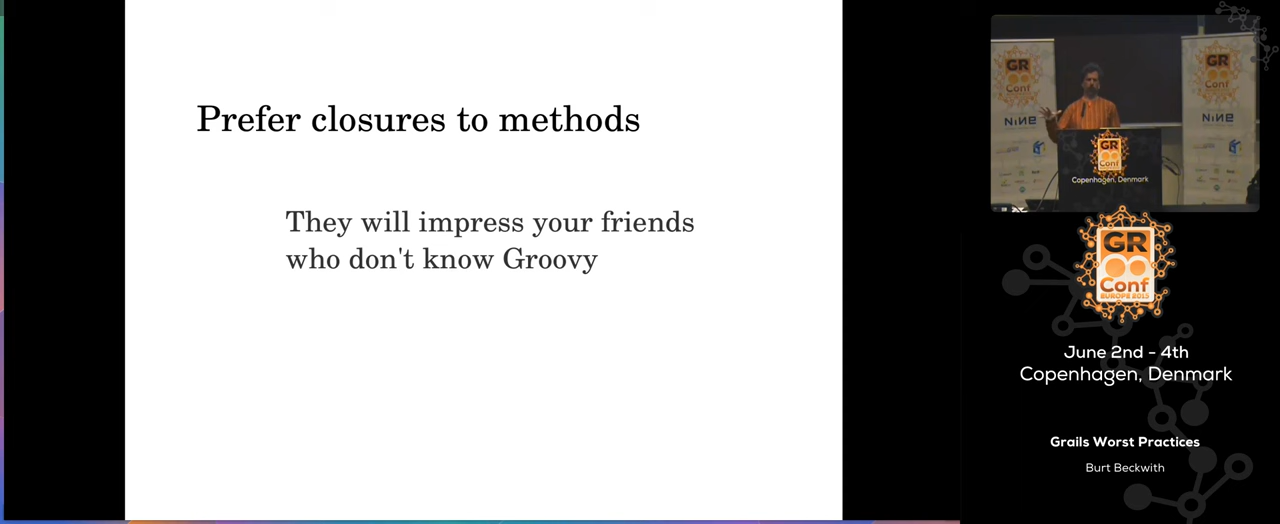 Prefer closures to methods
They will impress your friends
who don't know Groovy
GR
Conf
NINE
GR
Conf
NINE
GR
Conf
Copenhagen, Denmark
GR
Conf
EUROPE 2015
June 2nd - 4th
Copenhagen, Denmark
Grails Worst Practices
Burt Beckwith